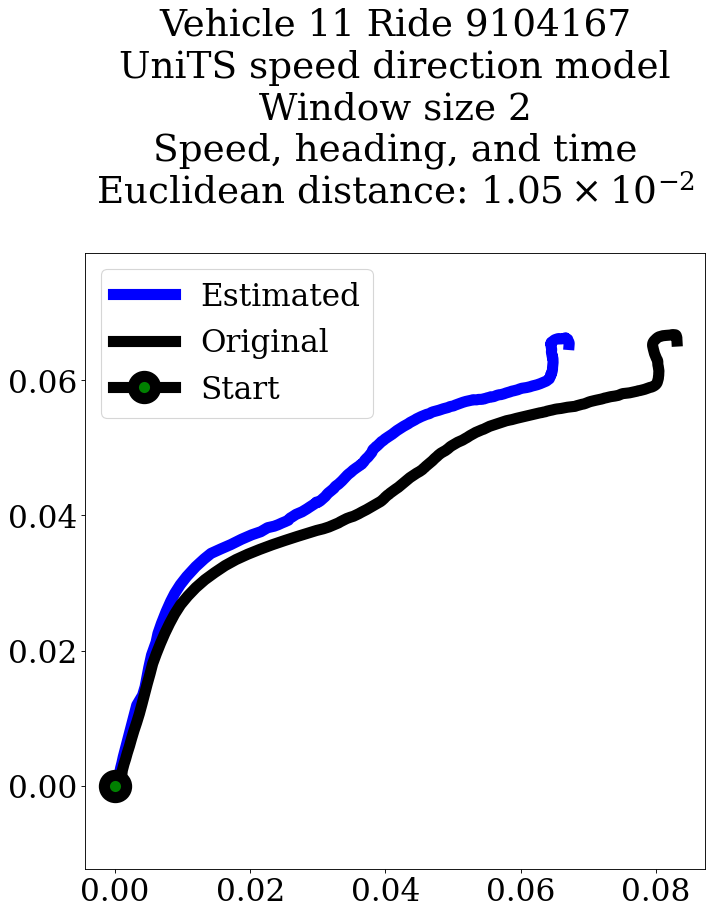 Vehicle 11 Ride 9104167
UniTS speed direction model
Window size 2
Speed, heading, and time
Euclidean distance: 1.05 × 10⁻²
Estimated
Original
Start
0.06
0.04
0.02
0.00
0.00 0.02 0.04 0.06 0.08